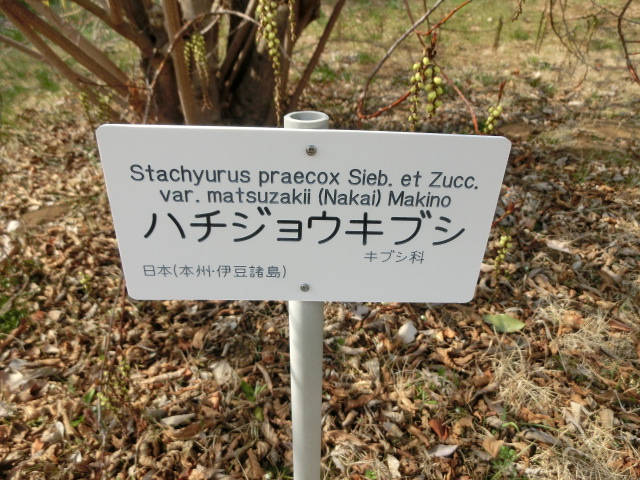 Stachyurus praecox Sieb. et Zucc.
var. matsuzakii (Nakai) Makino
ハチジョウキブシ
キブシ科
日本(本州·伊豆諸島)